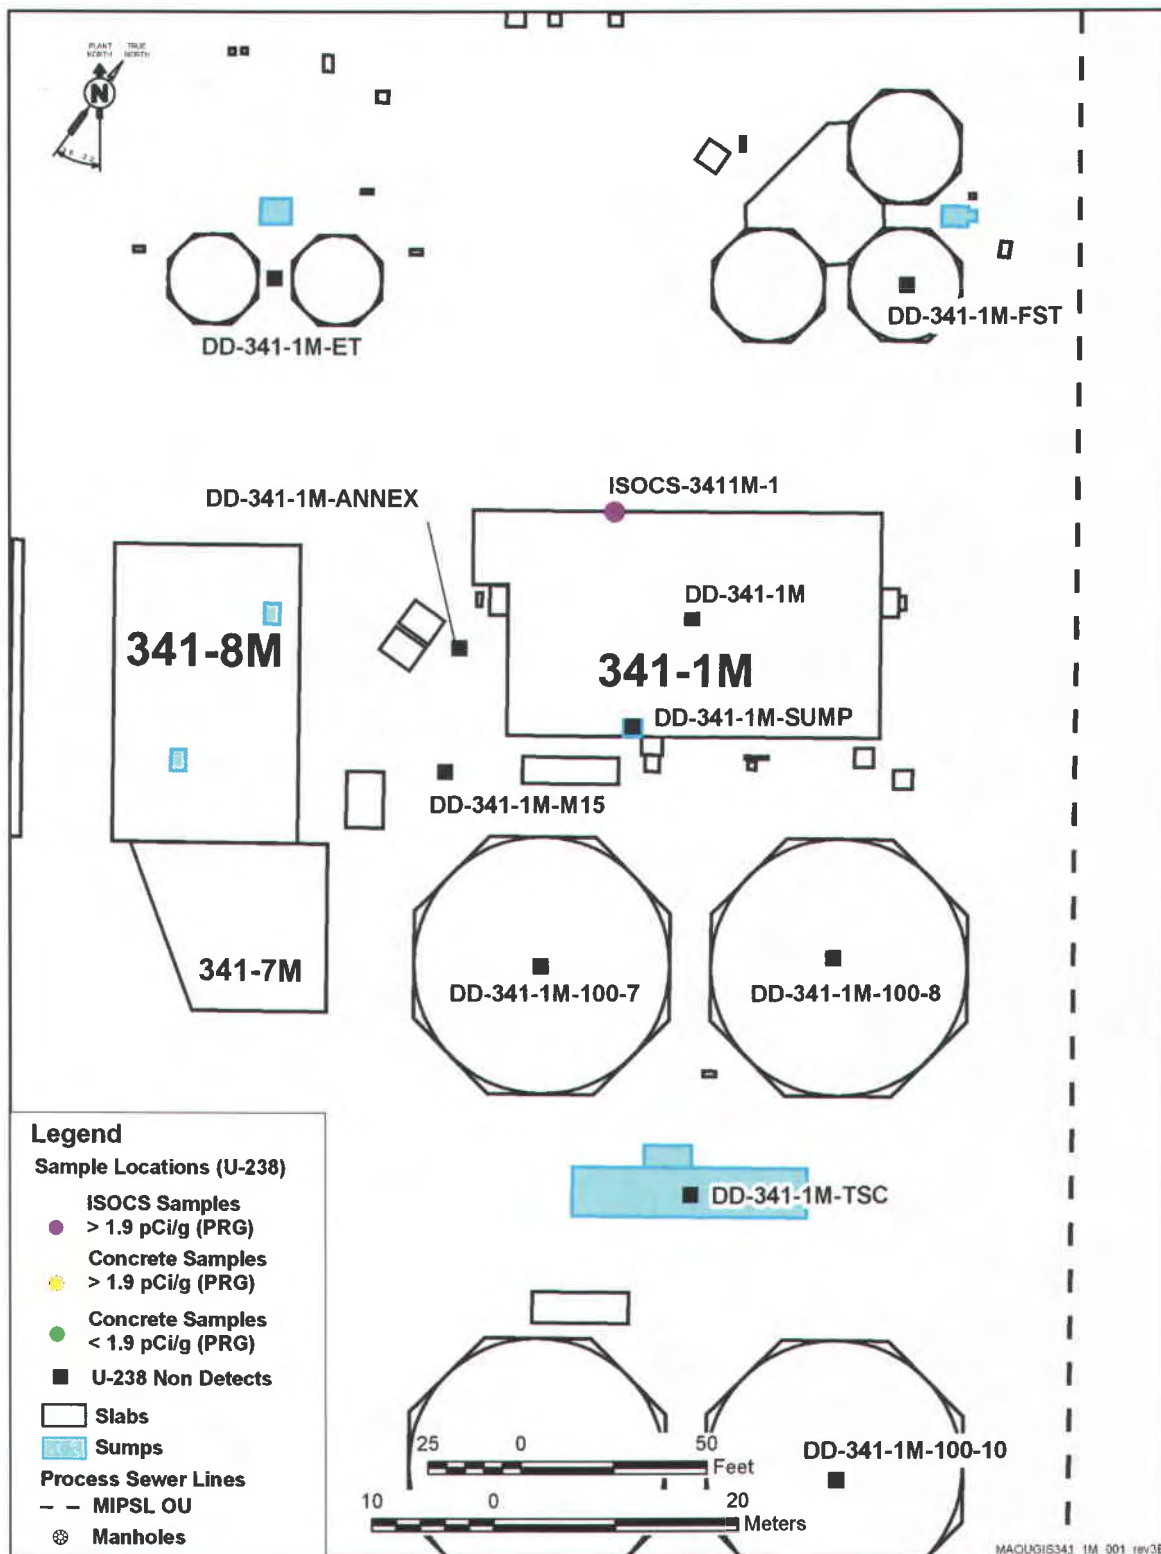 PLANT NORTH
TRUE NORTH
N
DD-341-1M-ET
DD-341-1M-FST
ISOCS-3411M-1
DD-341-1M-ANNEX
DD-341-1M
341-8M
341-1M
DD-341-1M-SUMP
DD-341-1M-M15
341-7M
DD-341-1M-100-7
DD-341-1M-100-8
DD-341-1M-TSC
Legend
Sample Locations (U-238)
ISOCS Samples
> 1.9 pCi/g (PRG)
Concrete Samples
> 1.9 pCi/g (PRG)
Concrete Samples
< 1.9 pCi/g (PRG)
U-238 Non Detects
Slabs
Sumps
Process Sewer Lines
MIPSL OU
Manholes
25 0 50
Feet
10 0 20
Meters
DD-341-1M-100-10
MAOUGIS341_1M_001_rev3E